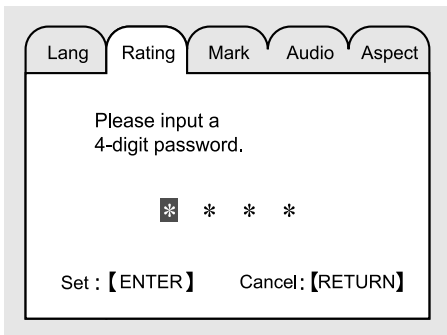 Lang Rating Mark Audio Aspect
Please input a
4-digit password.
* * * *
Set :【ENTER】 Cancel:【RETURN】